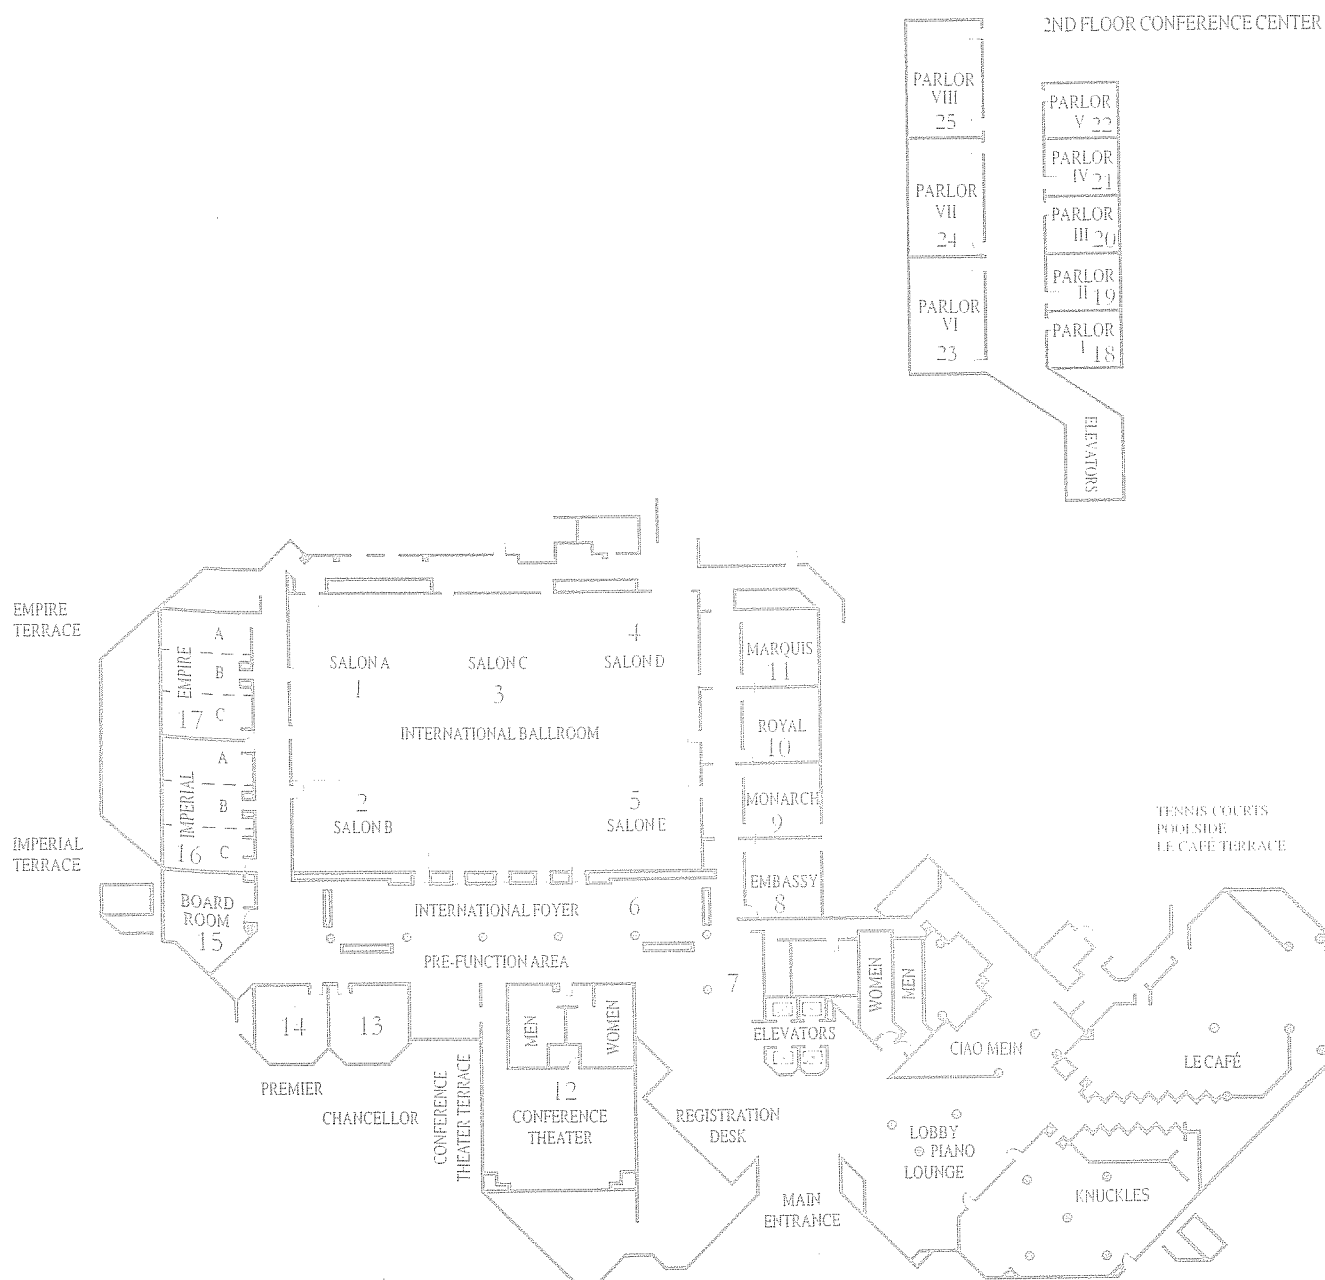 2ND FLOOR CONFERENCE CENTER
PARLOR
VIII
25
PARLOR
V 22
PARLOR
IV 21
PARLOR
VII
24
PARLOR
III 20
PARLOR
II 19
PARLOR
VI
23
PARLOR
I 18
ELEVATORS
EMPIRE
TERRACE
A
B
C
EMPIRE
17
SALON A
1
SALON C
3
4
SALON D
INTERNATIONAL BALLROOM
2
SALON B
5
SALON E
MARQUIS
11
ROYAL
10
MONARCH
9
EMBASSY
8
A
B
C
IMPERIAL
16
IMPERIAL
TERRACE
BOARD
ROOM
15
INTERNATIONAL FOYER
6
PRE-FUNCTION AREA
7
TENNIS COURTS
POOLSIDE
LE CAFE TERRACE
WOMEN
MEN
ELEVATORS
CIAO MEIN
LE CAFÉ
14
13
PREMIER
CHANCELLOR
MEN
WOMEN
CONFERENCE
THEATER TERRACE
12
CONFERENCE
THEATER
REGISTRATION
DESK
LOBBY
PIANO
LOUNGE
KNUCKLES
MAIN
ENTRANCE